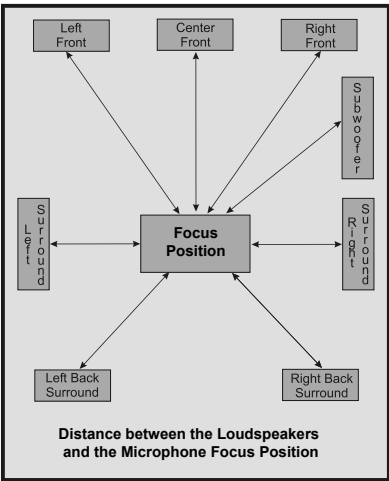 Left
Front
Center
Front
Right
Front
Subwoofer
Left
Surround
Focus
Position
Right
Surround
Left Back
Surround
Right Back
Surround
Distance between the Loudspeakers
and the Microphone Focus Position